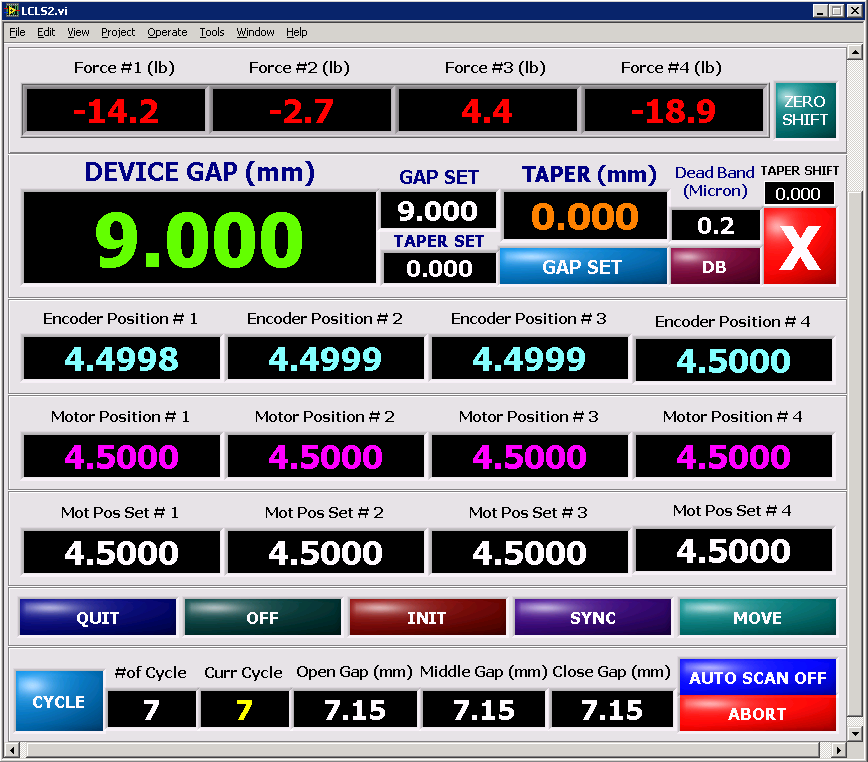 LCLS2.vi
File Edit View Project Operate Tools Window Help
Force #1 (lb) Force #2 (lb) Force #3 (lb) Force #4 (lb)
-14.2 -2.7 4.4 -18.9 ZERO
SHIFT
DEVICE GAP (mm) GAP SET TAPER (mm) Dead Band
(Micron) TAPER SHIFT
9.000 9.000 0.000 0.2 0.000
TAPER SET X
0.000 GAP SET DB
Encoder Position # 1 Encoder Position # 2 Encoder Position # 3 Encoder Position # 4
4.4998 4.4999 4.4999 4.5000
Motor Position # 1 Motor Position # 2 Motor Position # 3 Motor Position # 4
4.5000 4.5000 4.5000 4.5000
Mot Pos Set # 1 Mot Pos Set # 2 Mot Pos Set # 3 Mot Pos Set # 4
4.5000 4.5000 4.5000 4.5000
QUIT OFF INIT SYNC MOVE
CYCLE #of Cycle Curr Cycle Open Gap (mm) Middle Gap (mm) Close Gap (mm) AUTO SCAN OFF
7 7 7.15 7.15 7.15 ABORT